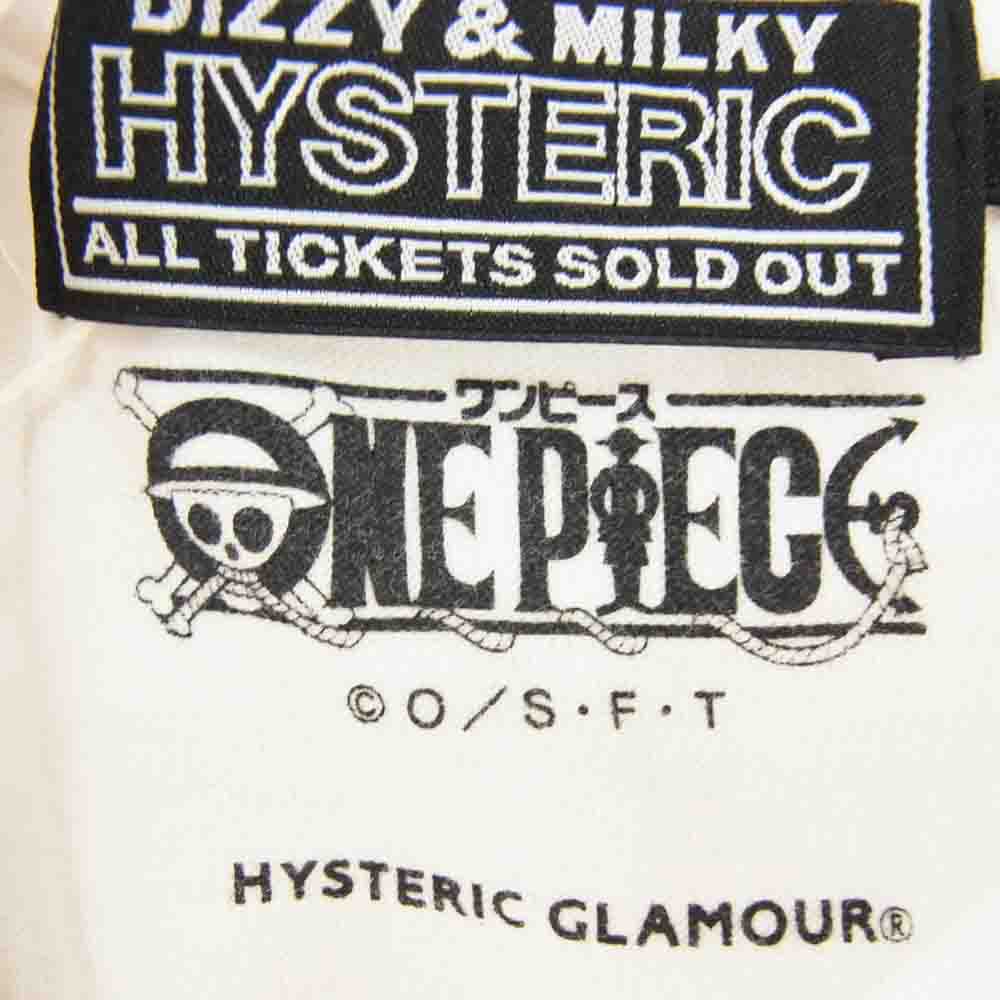 DIZZY & MILKY
HYSTERIC
ALL TICKETS SOLD OUT
ワンピース
ONE PIECE
©O/S・F・T
HYSTERIC GLAMOUR®